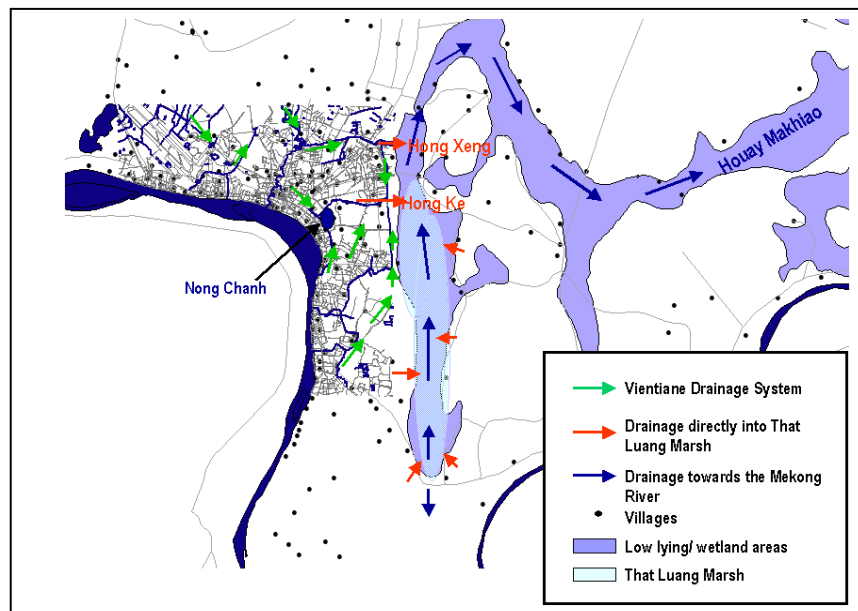 Hong Xeng
Houay Makhiao
Hong Ke
Nong Chanh
Vientiane Drainage System
Drainage directly into That
Luang Marsh
Drainage towards the Mekong
River
Villages
Low lying/ wetland areas
That Luang Marsh